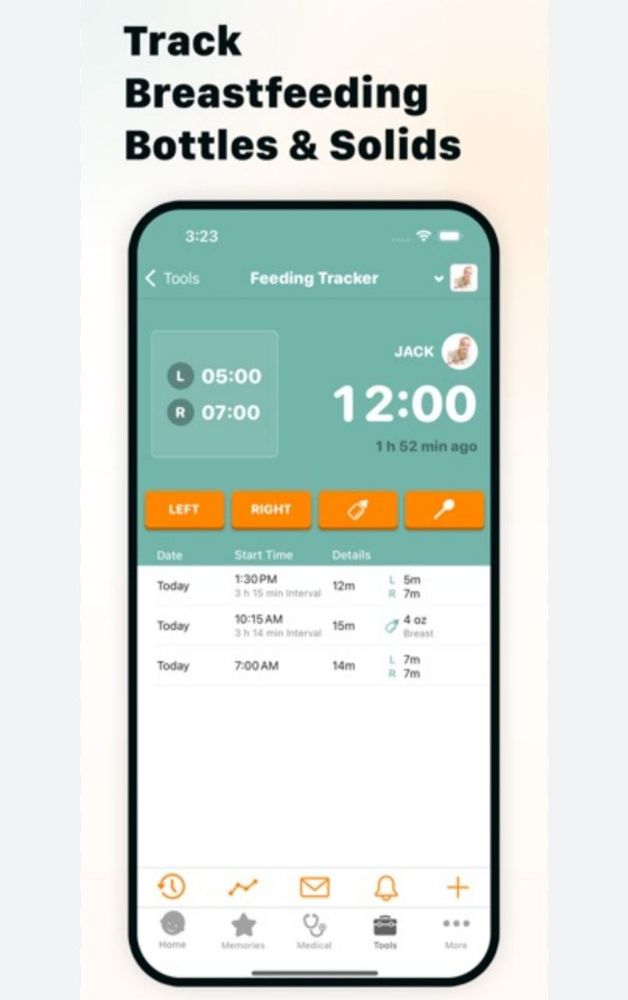 Track
Breastfeeding
Bottles & Solids
3:23
Tools Feeding Tracker
JACK
L 05:00
R 07:00
12:00
1 h 52 min ago
LEFT RIGHT
Date Start Time Details
Today 1:30 PM 12m L 5m
3 h 15 min Interval R 7m
Today 10:15 AM 15m 4 oz
3 h 14 min Interval Breast
Today 7:00 AM 14m L 7m
R 7m
Home Memories Medical Tools More